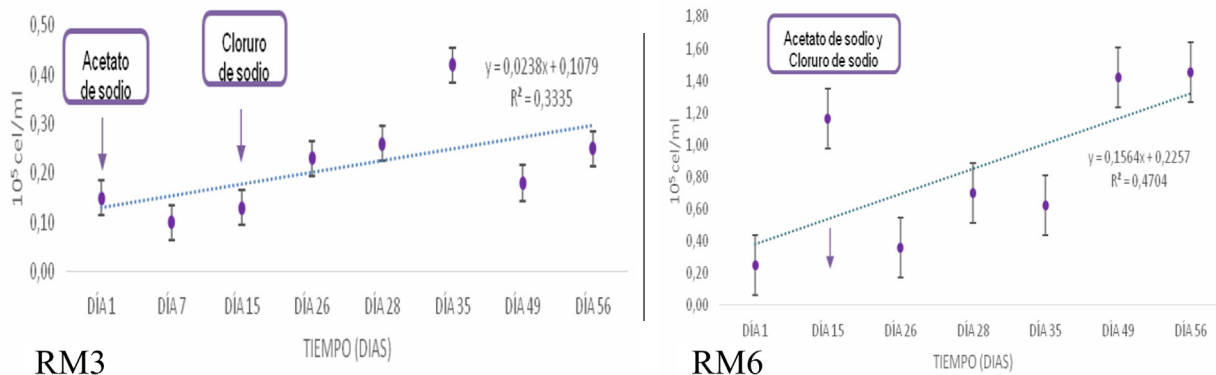 0,50
0,40
0,30
0,20
0,10
0,00
10⁵ cel/ml
Acetato
de sodio
Cloruro
de sodio
y = 0,0238x + 0,1079
R² = 0,3335
DÍA 1 DÍA 7 DÍA 15 DÍA 26 DÍA 28 DÍA 35 DÍA 49 DÍA 56
TIEMPO (DIAS)
RM3
1,80
1,60
1,40
1,20
1,00
0,80
0,60
0,40
0,20
0,00
10⁵ cel/ml
Acetato de sodio y
Cloruro de sodio
y = 0,1564x + 0,2257
R² = 0,4704
DÍA 1 DÍA 15 DÍA 26 DÍA 28 DÍA 35 DÍA 49 DÍA 56
TIEMPO (DIAS)
RM6